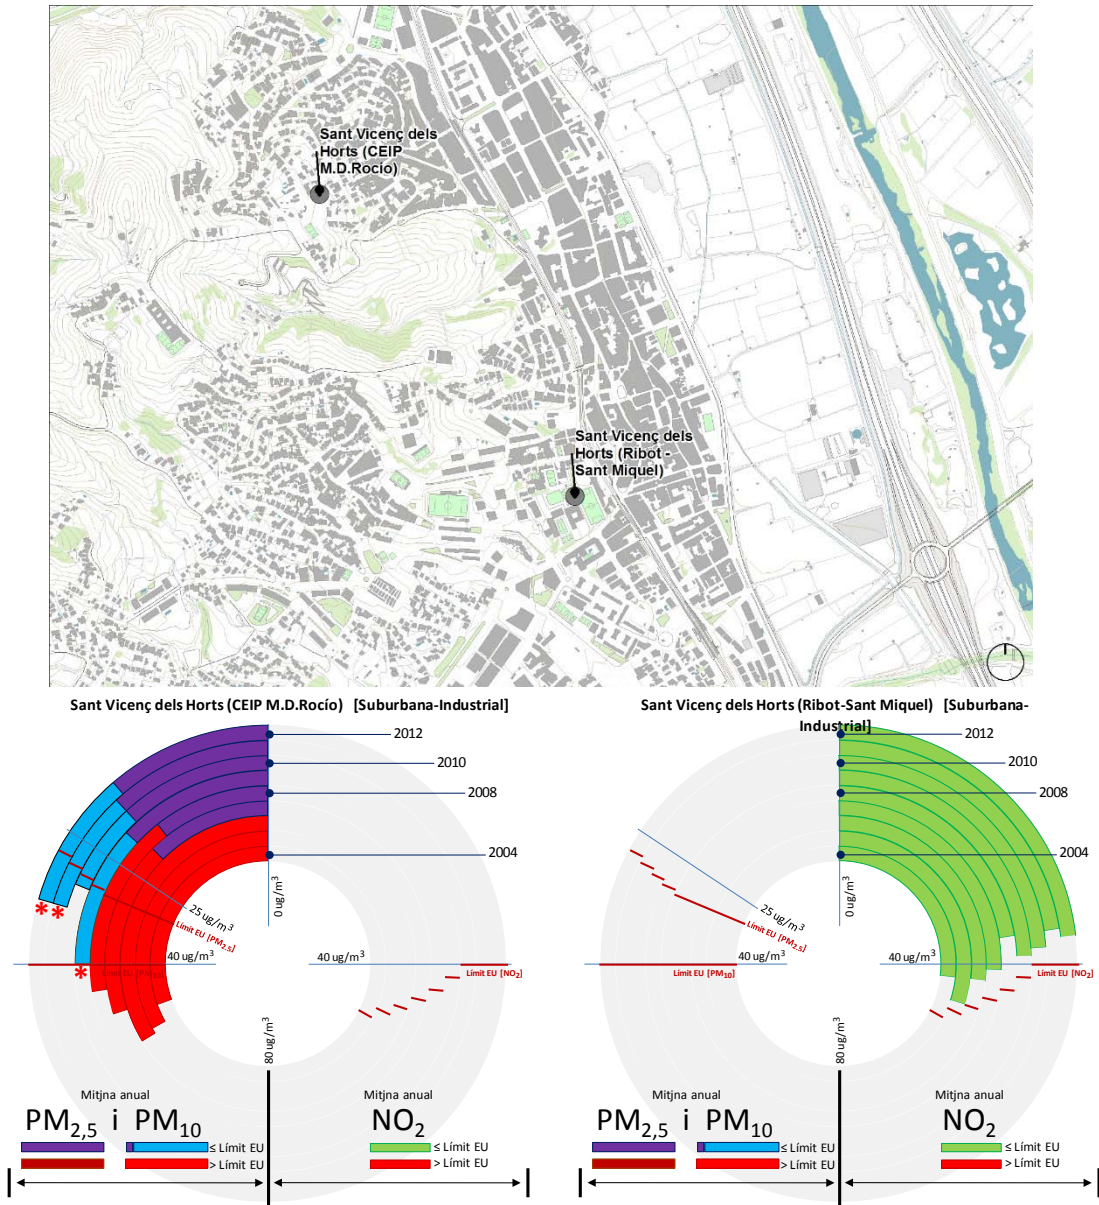 Sant Vicenç dels
Horts (CEIP
M.D.Rocío)
Sant Vicenç dels
Horts (Ribot -
Sant Miquel)
Sant Vicenç dels Horts (CEIP M.D.Rocío) [Suburbana-Industrial]
2012
2010
2008
2004
0 ug/m³
25 ug/m³
Límit EU [PM2.5]
40 ug/m³
Límit EU [PM10]
40 ug/m³
Límit EU [NO2]
80 ug/m³
* *
*
Mitjna anual
PM2,5 i PM10
≤ Límit EU
> Límit EU
Mitjna anual
NO2
≤ Límit EU
> Límit EU
Sant Vicenç dels Horts (Ribot-Sant Miquel) [Suburbana-
Industrial]
2012
2010
2008
2004
0 ug/m³
25 ug/m³
Límit EU [PM2.5]
40 ug/m³
Límit EU [PM10]
40 ug/m³
Límit EU [NO2]
80 ug/m³
Mitjna anual
PM2,5 i PM10
≤ Límit EU
> Límit EU
Mitjna anual
NO2
≤ Límit EU
> Límit EU